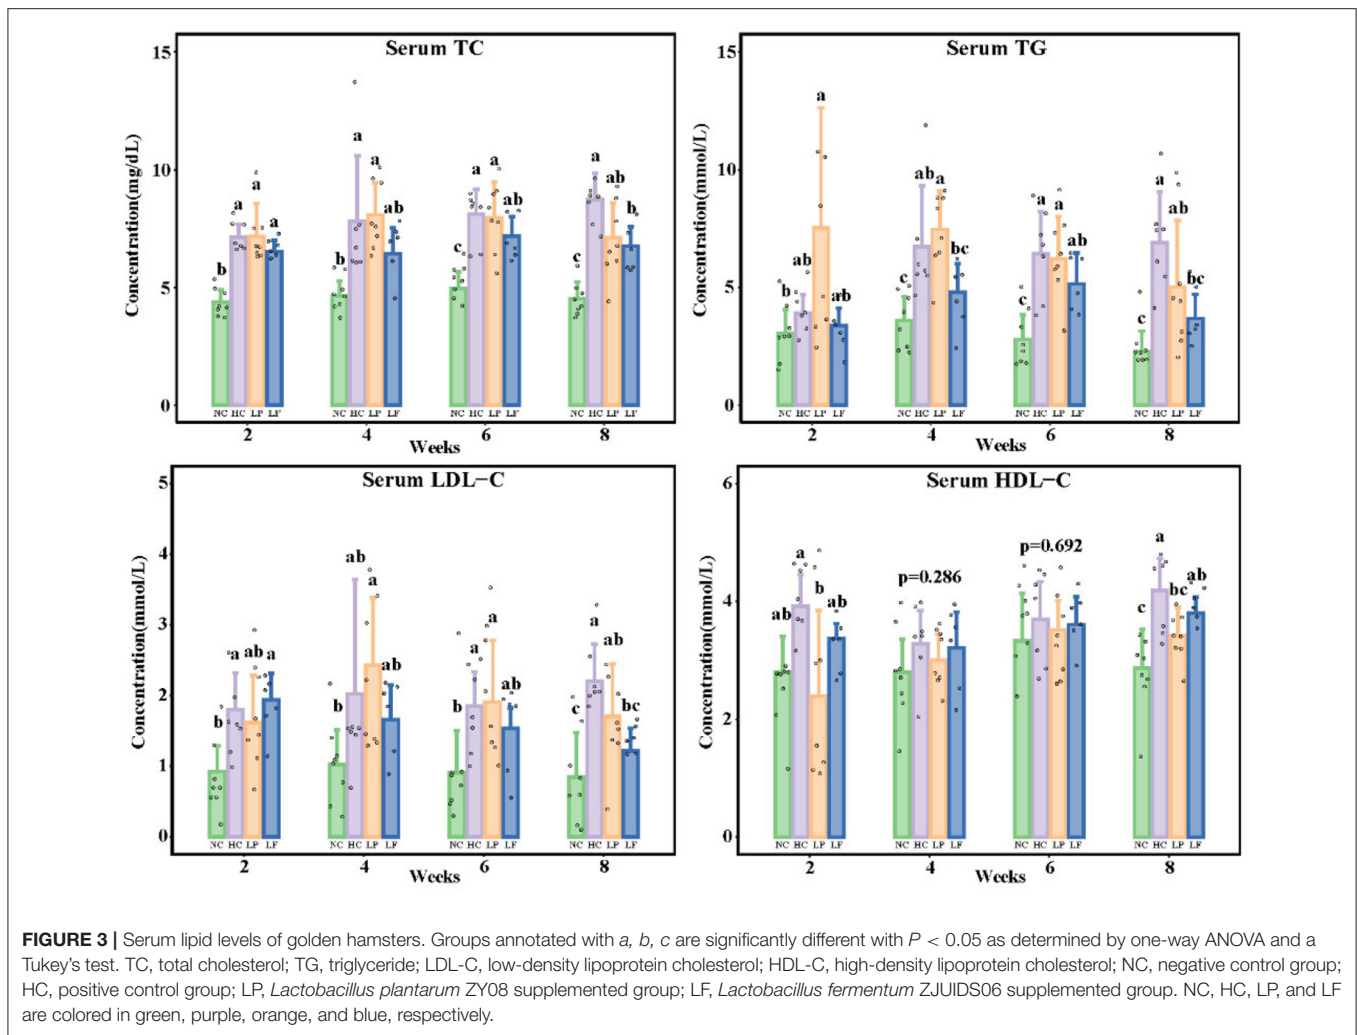 Serum TC
Concentration(mg/dL)
15
10
5
0
b a a a
b a a ab
c a a ab
c a ab b
NC HC LP LF NC HC LP LF NC HC LP LF NC HC LP LF
2 4 6 8
Weeks
Serum TG
Concentration(mmol/L)
15
10
5
0
b ab a ab
c ab a bc
c a a ab
c a ab bc
NC HC LP LF NC HC LP LF NC HC LP LF NC HC LP LF
2 4 6 8
Weeks
Serum LDL−C
Concentration(mmol/L)
5
4
3
2
1
0
b a ab a
b ab a ab
b a a ab
c a ab bc
NC HC LP LF NC HC LP LF NC HC LP LF NC HC LP LF
2 4 6 8
Weeks
Serum HDL−C
Concentration(mmol/L)
6
4
2
0
ab a b ab
p=0.286
p=0.692
c a bc ab
NC HC LP LF NC HC LP LF NC HC LP LF NC HC LP LF
2 4 6 8
Weeks
FIGURE 3 | Serum lipid levels of golden hamsters. Groups annotated with a, b, c are significantly different with P < 0.05 as determined by one-way ANOVA and a
Tukey's test. TC, total cholesterol; TG, triglyceride; LDL-C, low-density lipoprotein cholesterol; HDL-C, high-density lipoprotein cholesterol; NC, negative control group;
HC, positive control group; LP, Lactobacillus plantarum ZY08 supplemented group; LF, Lactobacillus fermentum ZJUIDS06 supplemented group. NC, HC, LP, and LF
are colored in green, purple, orange, and blue, respectively.